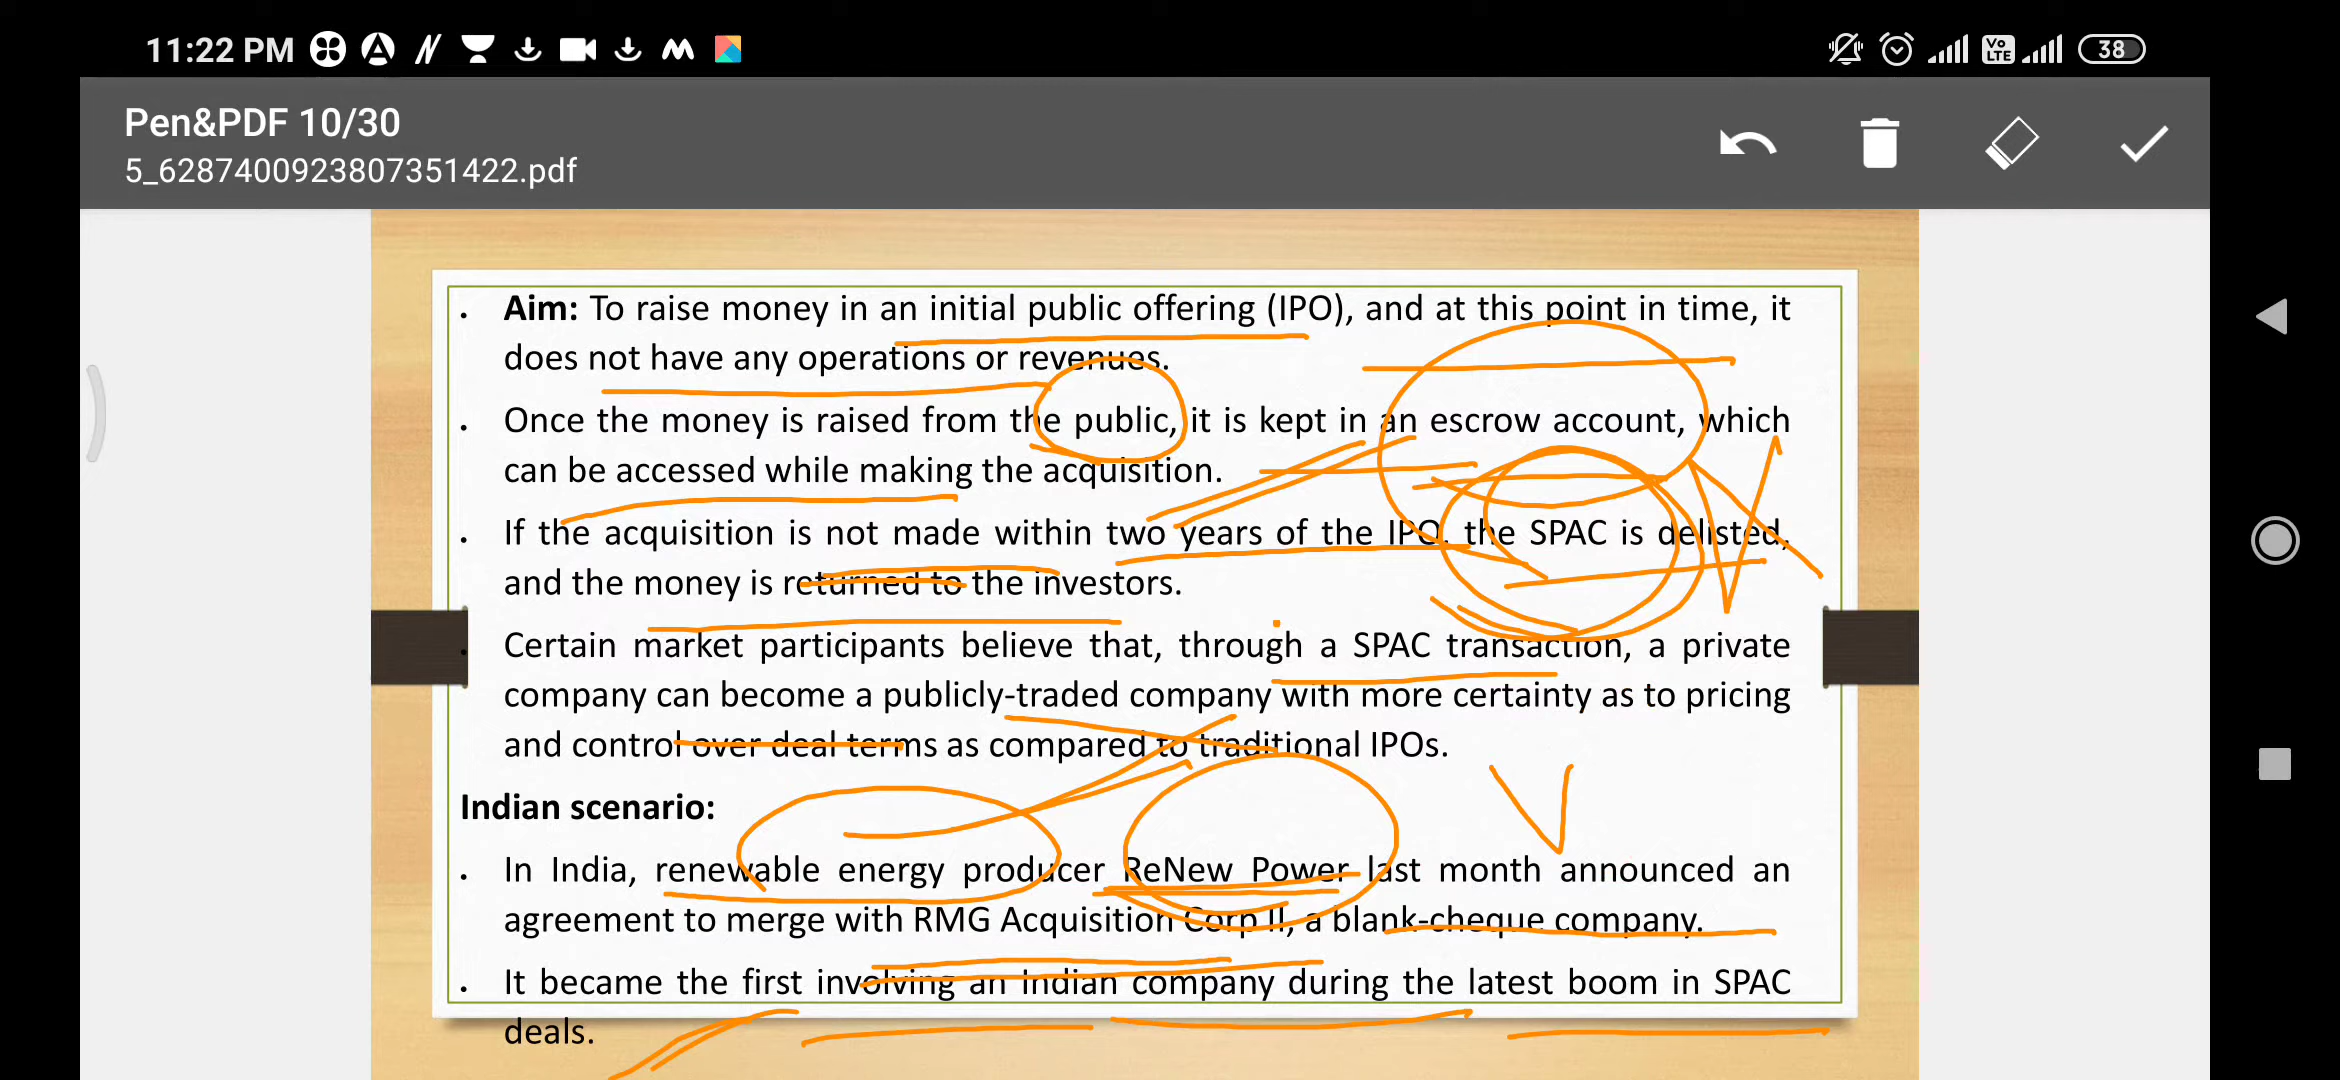 11:22 PM
Vo
LTE
38
Pen&PDF 10/30
5_6287400923807351422.pdf
• Aim: To raise money in an initial public offering (IPO), and at this point in time, it
does not have any operations or revenues.
• Once the money is raised from the public, it is kept in an escrow account, which
can be accessed while making the acquisition.
• If the acquisition is not made within two years of the IPO, the SPAC is delisted,
and the money is returned to the investors.
• Certain market participants believe that, through a SPAC transaction, a private
company can become a publicly-traded company with more certainty as to pricing
and control over deal terms as compared to traditional IPOs.
Indian scenario:
• In India, renewable energy producer ReNew Power last month announced an
agreement to merge with RMG Acquisition Corp II, a blank-cheque company.
• It became the first involving an Indian company during the latest boom in SPAC
deals.